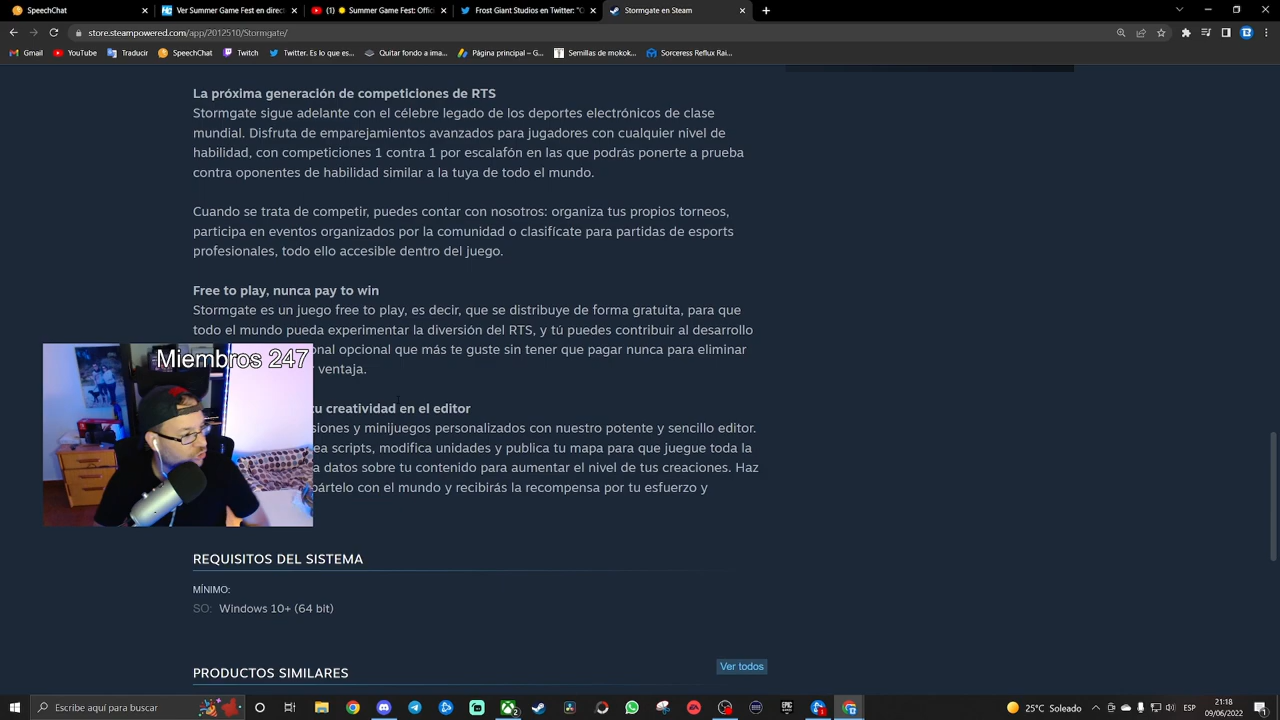 SpeechChat
Ver Summer Game Fest en direct
(1) Summer Game Fest: Offici
Frost Giant Studios en Twitter: "C
Stormgate en Steam
store.steampowered.com/app/2012510/Stormgate/
Gmail
YouTube
Traducir
SpeechChat
Twitch
Twitter. Es lo que es...
Quitar fondo a ima...
Página principal – G...
Semillas de mokok...
Sorceress Reflux Rai...
La próxima generación de competiciones de RTS
Stormgate sigue adelante con el célebre legado de los deportes electrónicos de clase
mundial. Disfruta de emparejamientos avanzados para jugadores con cualquier nivel de
habilidad, con competiciones 1 contra 1 por escalafón en las que podrás ponerte a prueba
contra oponentes de habilidad similar a la tuya de todo el mundo.
Cuando se trata de competir, puedes contar con nosotros: organiza tus propios torneos,
participa en eventos organizados por la comunidad o clasifícate para partidas de esports
profesionales, todo ello accesible dentro del juego.
Free to play, nunca pay to win
Stormgate es un juego free to play, es decir, que se distribuye de forma gratuita, para que
todo el mundo pueda experimentar la diversión del RTS, y tú puedes contribuir al desarrollo
onal opcional que más te guste sin tener que pagar nunca para eliminar
Miembros 247
ventaja.
tu creatividad en el editor
siones y minijuegos personalizados con nuestro potente y sencillo editor.
ea scripts, modifica unidades y publica tu mapa para que juegue toda la
a datos sobre tu contenido para aumentar el nivel de tus creaciones. Haz
pártelo con el mundo y recibirás la recompensa por tu esfuerzo y
REQUISITOS DEL SISTEMA
MÍNIMO:
SO: Windows 10+ (64 bit)
PRODUCTOS SIMILARES
Ver todos
Escribe aquí para buscar
25°C Soleado
ESP
21:18
09/06/2022